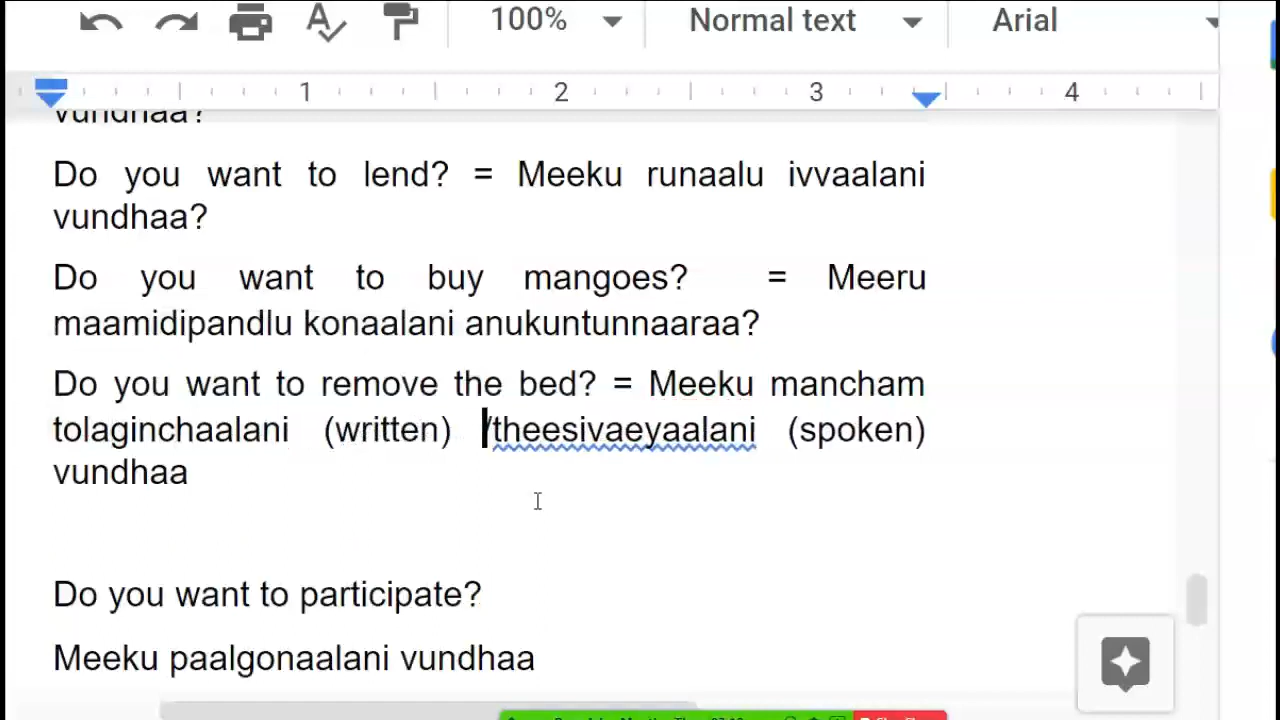 100% Normal text Arial
1 2 3 4
vundhaa?
Do you want to lend? = Meeku runaalu ivvaalani
vundhaa?
Do you want to buy mangoes? = Meeru
maamidipandlu konaalani anukuntunnaaraa?
Do you want to remove the bed? = Meeku mancham
tolaginchaalani (written) /theesivaeyaalani (spoken)
vundhaa
Do you want to participate?
Meeku paalgonaalani vundhaa